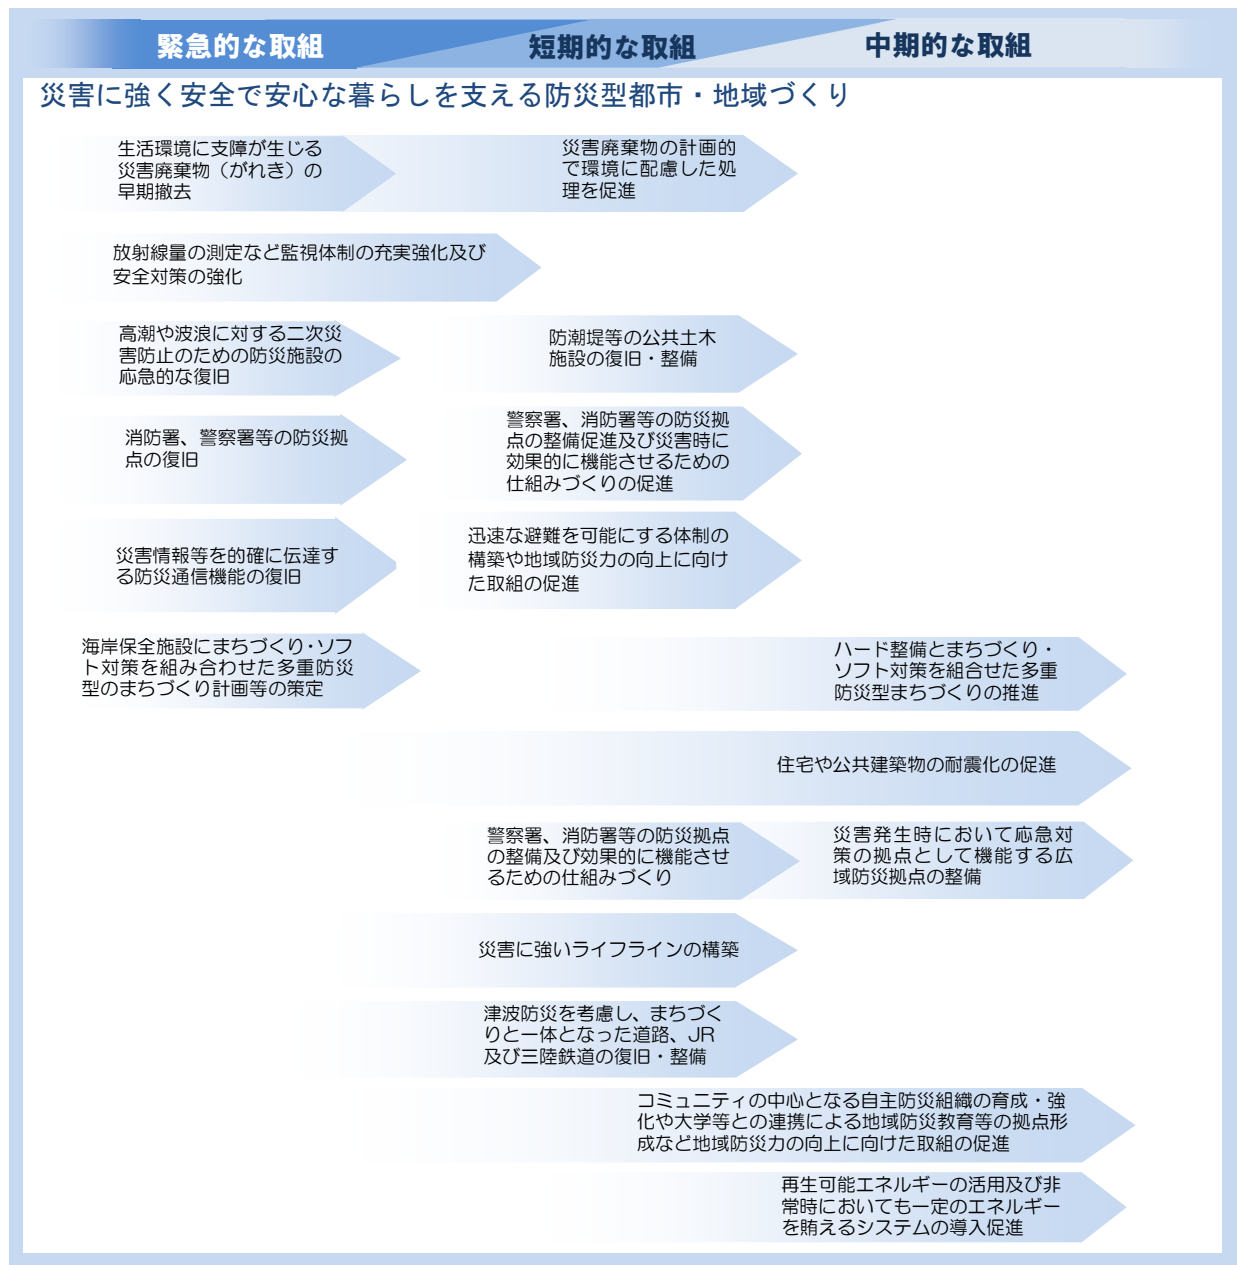 緊急的な取組
短期的な取組
中期的な取組
災害に強く安全で安心な暮らしを支える防災型都市・地域づくり
生活環境に支障が生じる
災害廃棄物（がれき）の
早期撤去
災害廃棄物の計画的
で環境に配慮した処
理を促進
放射線量の測定など監視体制の充実強化及び
安全対策の強化
高潮や波浪に対する二次災
害防止のための防災施設の
応急的な復旧
防潮堤等の公共土木
施設の復旧・整備
消防署、警察署等の防災拠
点の復旧
警察署、消防署等の防災拠
点の整備促進及び災害時に
効果的に機能させるための
仕組みづくりの促進
災害情報等を的確に伝達す
る防災通信機能の復旧
迅速な避難を可能にする体制の
構築や地域防災力の向上に向け
た取組の促進
海岸保全施設にまちづくり・ソフ
ト対策を組み合わせた多重防災
型のまちづくり計画等の策定
ハード整備とまちづくり・
ソフト対策を組合せた多重
防災型まちづくりの推進
住宅や公共建築物の耐震化の促進
警察署、消防署等の防災拠点
の整備及び効果的に機能させ
るための仕組みづくり
災害発生時において応急対
策の拠点として機能する広
域防災拠点の整備
災害に強いライフラインの構築
津波防災を考慮し、まちづく
りと一体となった道路、JR
及び三陸鉄道の復旧・整備
コミュニティの中心となる自主防災組織の育成・強
化や大学等との連携による地域防災教育等の拠点形
成など地域防災力の向上に向けた取組の促進
再生可能エネルギーの活用及び非
常時においても一定のエネルギー
を賄えるシステムの導入促進